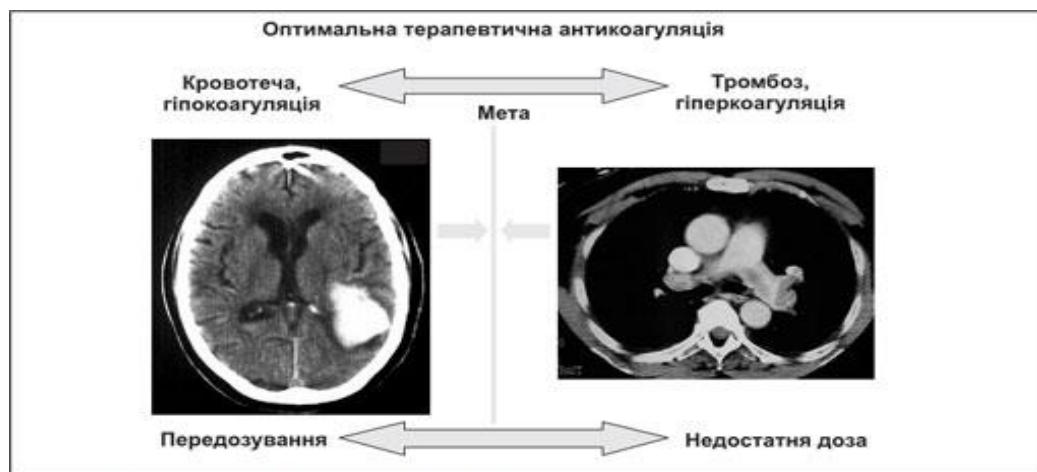 Оптимальна терапевтична антикоагуляція
Кровотеча,
гіпокоагуляція
Тромбоз,
гіперкоагуляція
Мета
Передозування
Недостатня доза